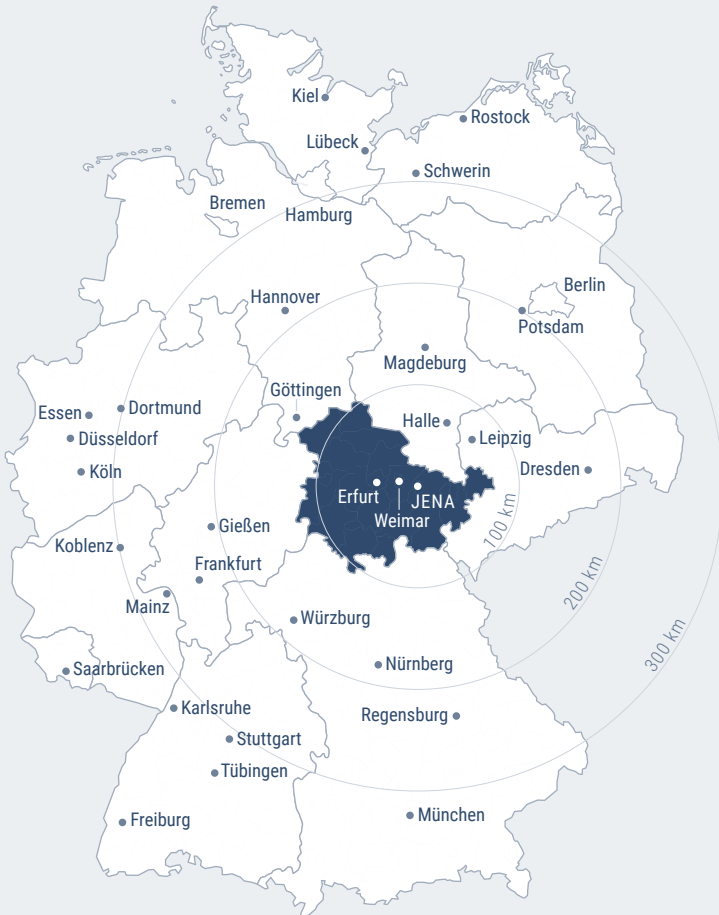 Kiel
Rostock
Lübeck
Schwerin
Bremen
Hamburg
Berlin
Hannover
Potsdam
Magdeburg
Göttingen
Essen
Dortmund
Halle
Düsseldorf
Leipzig
Köln
Dresden
Erfurt
JENA
Weimar
100 km
Gießen
Koblenz
Frankfurt
200 km
Mainz
Würzburg
300 km
Saarbrücken
Nürnberg
Karlsruhe
Regensburg
Stuttgart
Tübingen
Freiburg
München